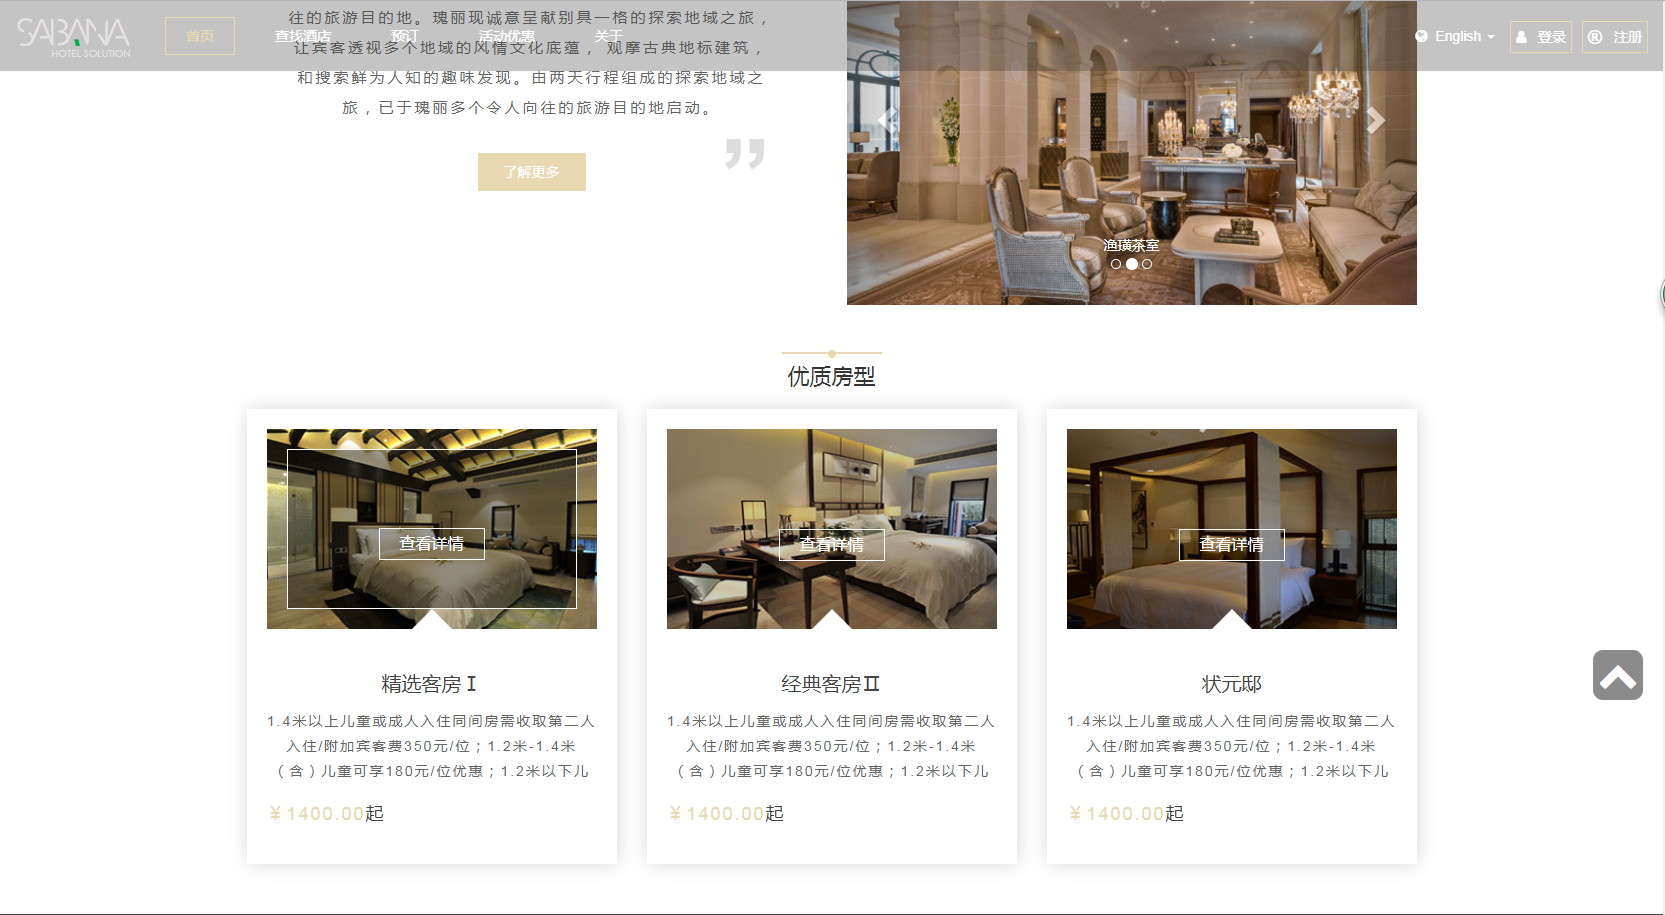 往的旅游目的地。瑰丽现诚意呈献别具一格的探索地域之旅，
SABANA
HOTEL SOLUTION
首页
查找酒店
预订
活动优惠
关于
English
登录
注册
让宾客透视多个地域的风情文化底蕴， 观摩古典地标建筑，
和搜索鲜为人知的趣味发现。由两天行程组成的探索地域之
旅，已于瑰丽多个令人向往的旅游目的地启动。
”
了解更多
渔璜茶室
优质房型
查看详情
查看详情
查看详情
精选客房Ⅰ
1.4米以上儿童或成人入住同间房需收取第二人
入住/附加宾客费350元/位；1.2米-1.4米
（含）儿童可享180元/位优惠；1.2米以下儿
¥ 1400.00起
经典客房Ⅱ
1.4米以上儿童或成人入住同间房需收取第二人
入住/附加宾客费350元/位；1.2米-1.4米
（含）儿童可享180元/位优惠；1.2米以下儿
¥ 1400.00起
状元邸
1.4米以上儿童或成人入住同间房需收取第二人
入住/附加宾客费350元/位；1.2米-1.4米
（含）儿童可享180元/位优惠；1.2米以下儿
¥ 1400.00起